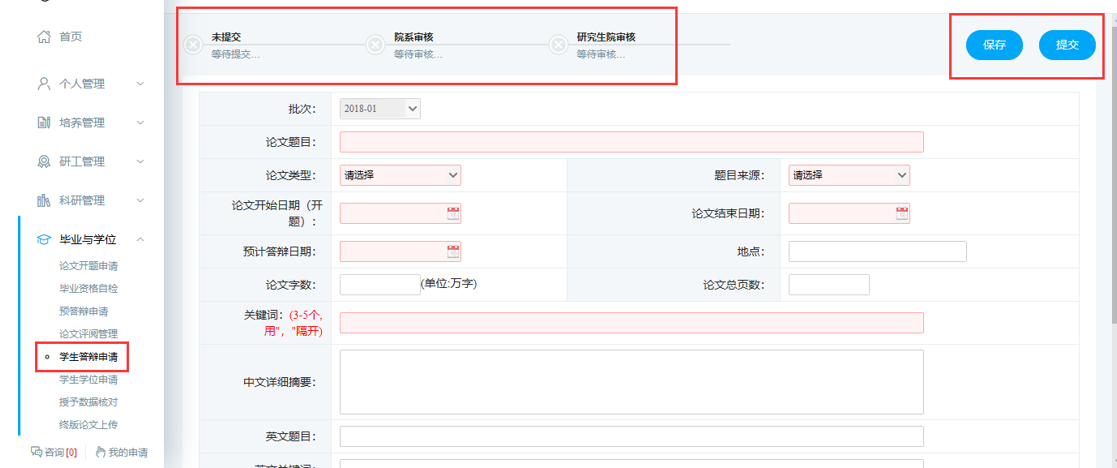 首页
个人管理
培养管理
研工管理
科研管理
毕业与学位
论文开题申请
毕业资格自检
预答辩申请
论文评阅管理
学生答辩申请
学生学位申请
授予数据核对
终版论文上传
咨询[0] 我的申请
未提交 院系审核 研究生院审核
等待提交... 等待审核... 等待审核...
保存 提交
批次： 2018-01
论文题目：
论文类型： 请选择 题目来源： 请选择
论文开始日期（开
题）： 论文结束日期：
预计答辩日期： 地点：
论文字数： (单位:万字) 论文总页数：
关键词：(3-5个,
用"，"隔开)
中文详细摘要：
英文题目：
英文关键词：